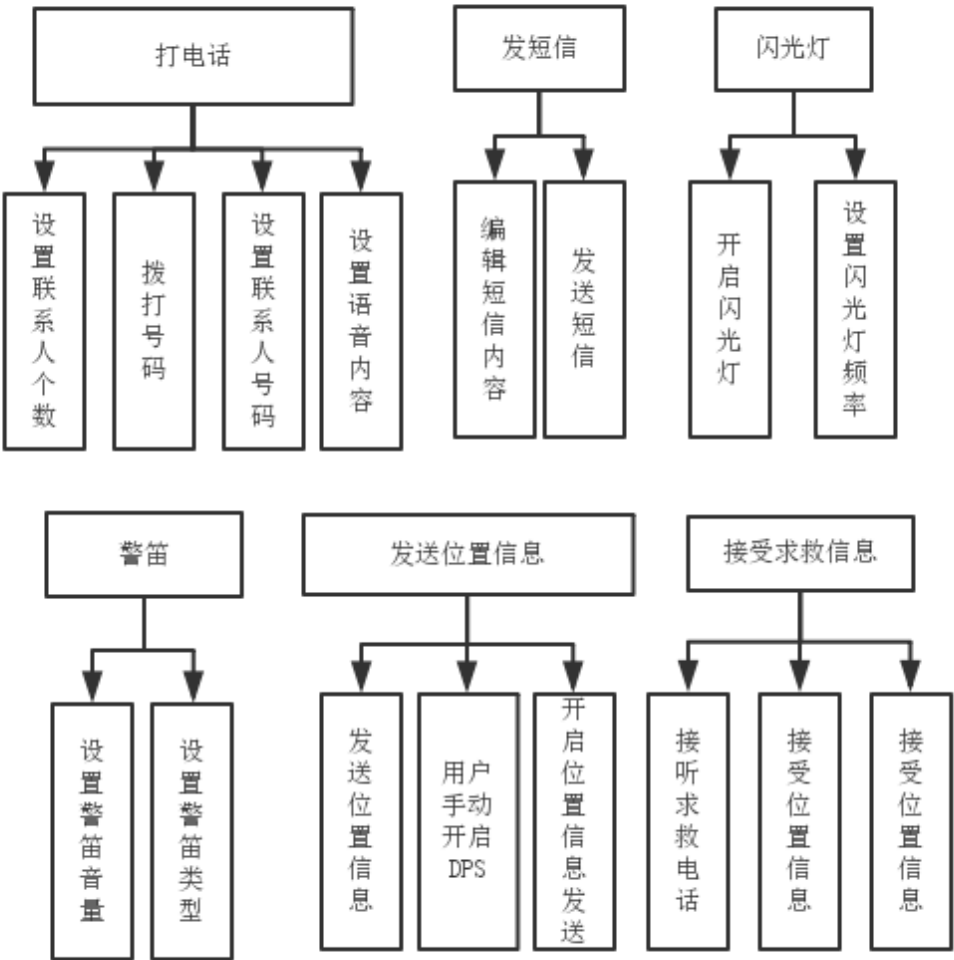 打电话
设置联系人个数
拨打号码
设置联系人号码
设置语音内容
发短信
编辑短信内容
发送短信
闪光灯
开启闪光灯
设置闪光灯频率
警笛
设置警笛音量
设置警笛类型
发送位置信息
发送位置信息
用户
手动
开启
DPS
开启位置信息发送
接受求救信息
接听求救电话
接受位置信息
接受位置信息